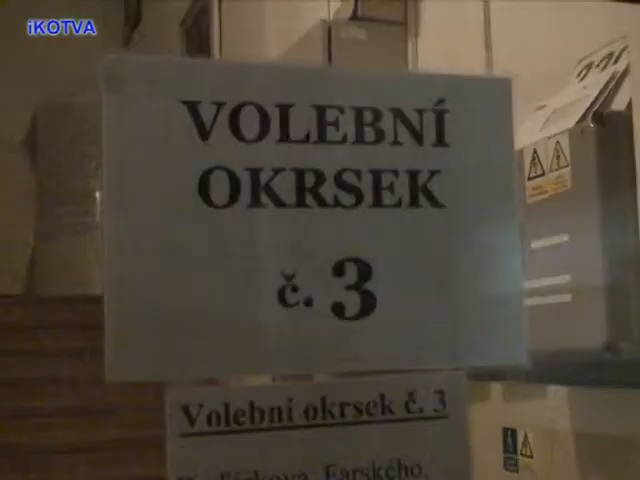 iKOTVA
VOLEBNÍ
OKRSEK
č. 3
Volební okrsek č. 3
Farského,